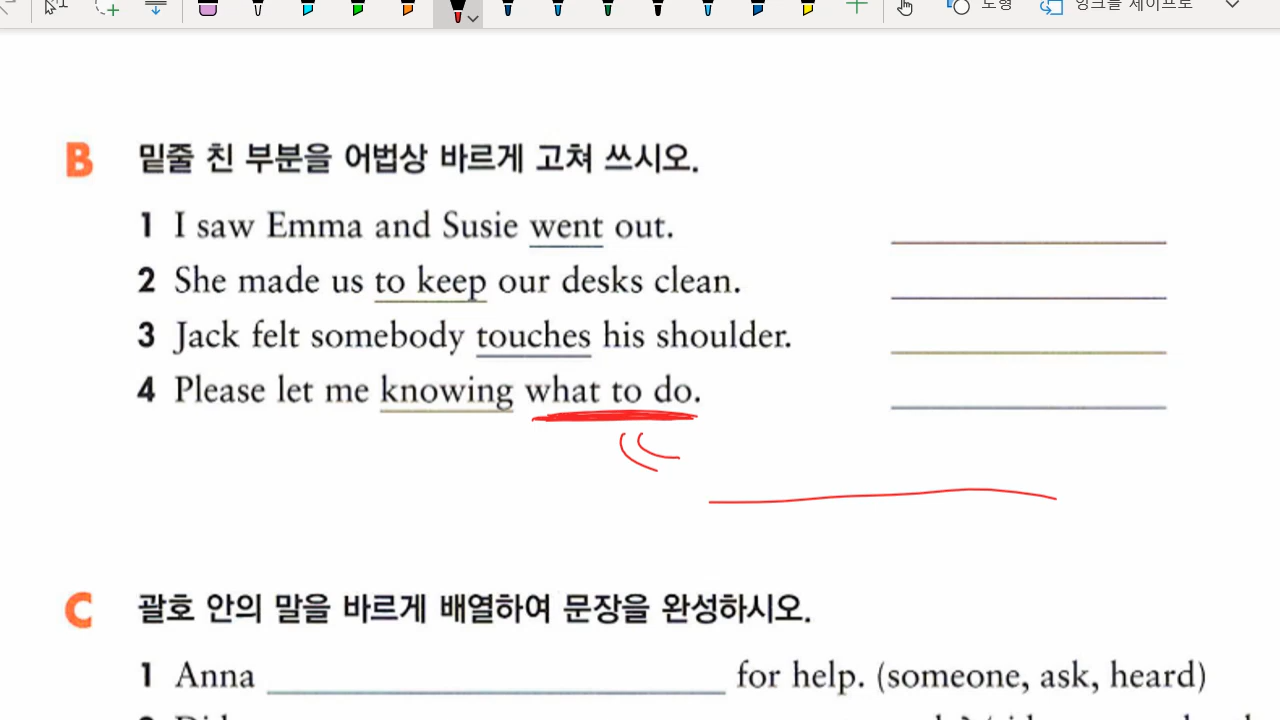 도형
잉크를 셰이프로
B 밑줄 친 부분을 어법상 바르게 고쳐 쓰시오.
1 I saw Emma and Susie went out.
2 She made us to keep our desks clean.
3 Jack felt somebody touches his shoulder.
4 Please let me knowing what to do.
C 괄호 안의 말을 바르게 배열하여 문장을 완성하시오.
1 Anna for help. (someone, ask, heard)